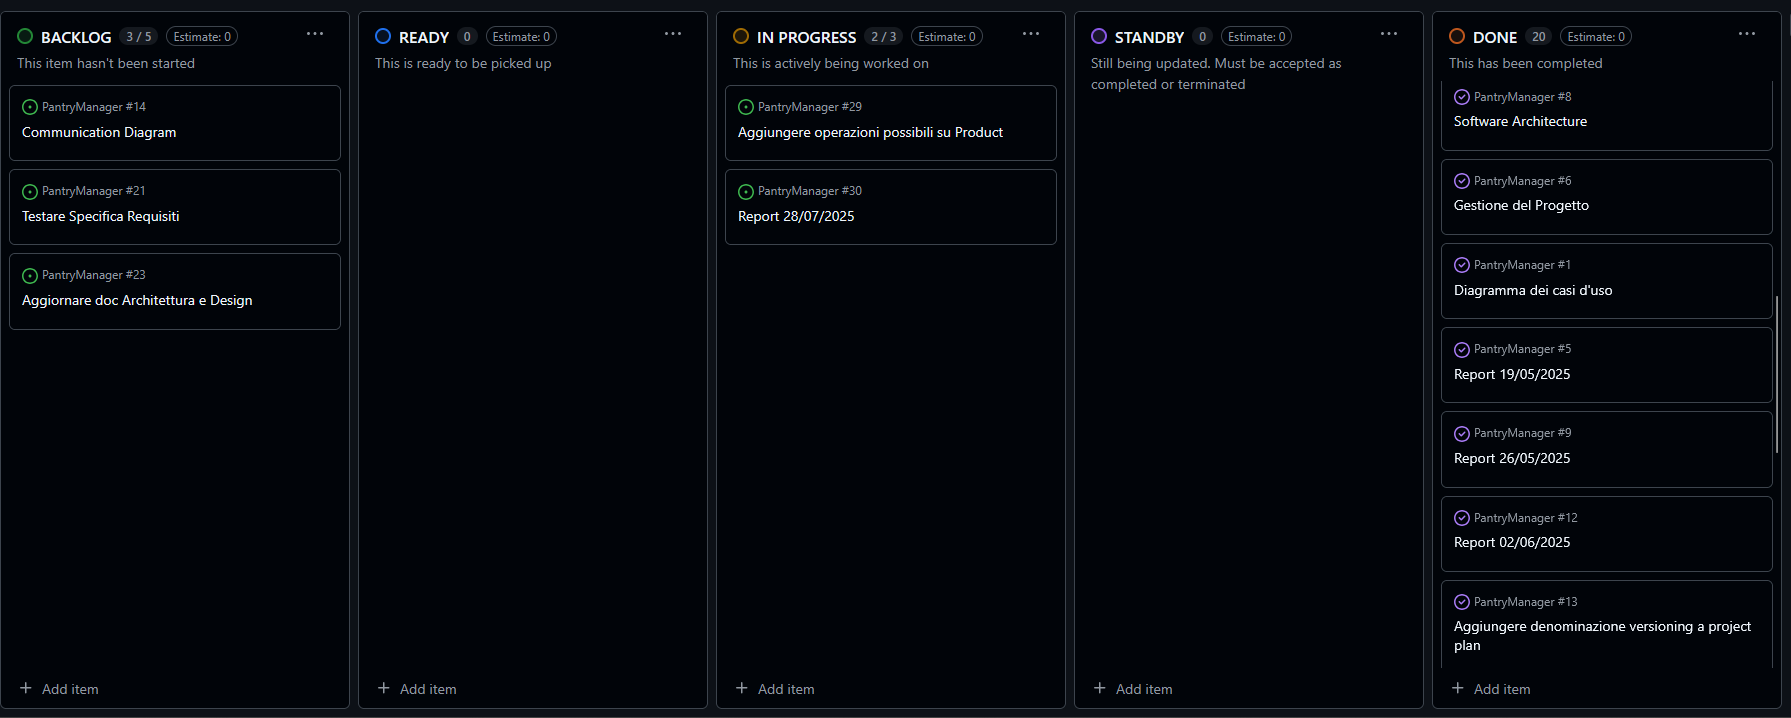 BACKLOG 3 / 5 Estimate: 0
This item hasn't been started
PantryManager #14
Communication Diagram
PantryManager #21
Testare Specifica Requisiti
PantryManager #23
Aggiornare doc Architettura e Design
Add item
READY 0 Estimate: 0
This is ready to be picked up
Add item
IN PROGRESS 2 / 3 Estimate: 0
This is actively being worked on
PantryManager #29
Aggiungere operazioni possibili su Product
PantryManager #30
Report 28/07/2025
Add item
STANDBY 0 Estimate: 0
Still being updated. Must be accepted as
completed or terminated
Add item
DONE 20 Estimate: 0
This has been completed
PantryManager #8
Software Architecture
PantryManager #6
Gestione del Progetto
PantryManager #1
Diagramma dei casi d'uso
PantryManager #5
Report 19/05/2025
PantryManager #9
Report 26/05/2025
PantryManager #12
Report 02/06/2025
PantryManager #13
Aggiungere denominazione versioning a project
plan
Add item